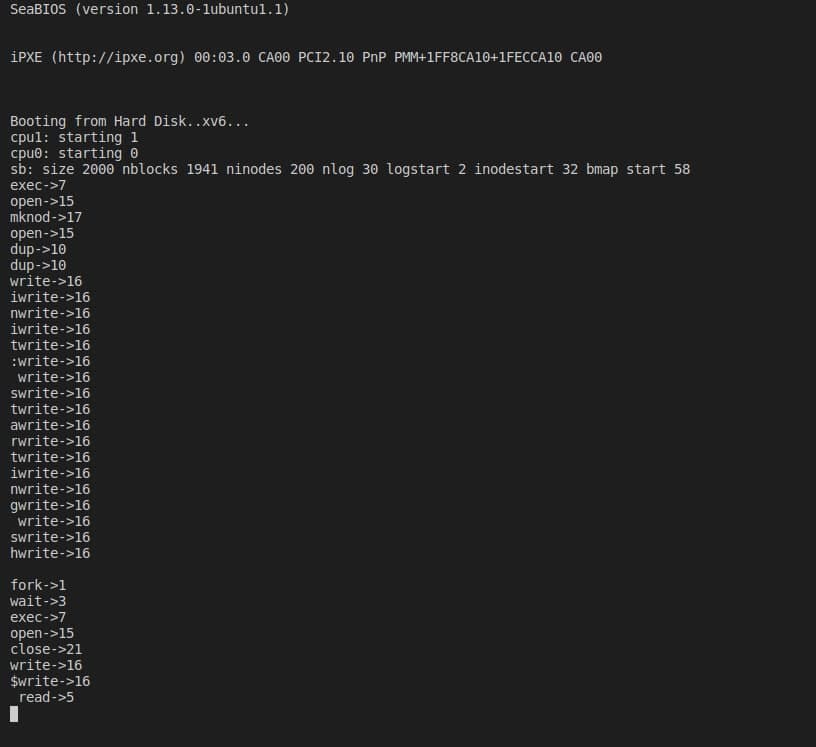 SeaBIOS (version 1.13.0-1ubuntu1.1)
iPXE (http://ipxe.org) 00:03.0 CA00 PCI2.10 PnP PMM+1FF8CA10+1FECCA10 CA00
Booting from Hard Disk..xv6...
cpu1: starting 1
cpu0: starting 0
sb: size 2000 nblocks 1941 ninodes 200 nlog 30 logstart 2 inodestart 32 bmap start 58
exec->7
open->15
mknod->17
open->15
dup->10
dup->10
write->16
iwrite->16
nwrite->16
iwrite->16
twrite->16
:write->16
 write->16
swrite->16
twrite->16
awrite->16
rwrite->16
twrite->16
iwrite->16
nwrite->16
gwrite->16
 write->16
swrite->16
hwrite->16
fork->1
wait->3
exec->7
open->15
close->21
write->16
$write->16
 read->5